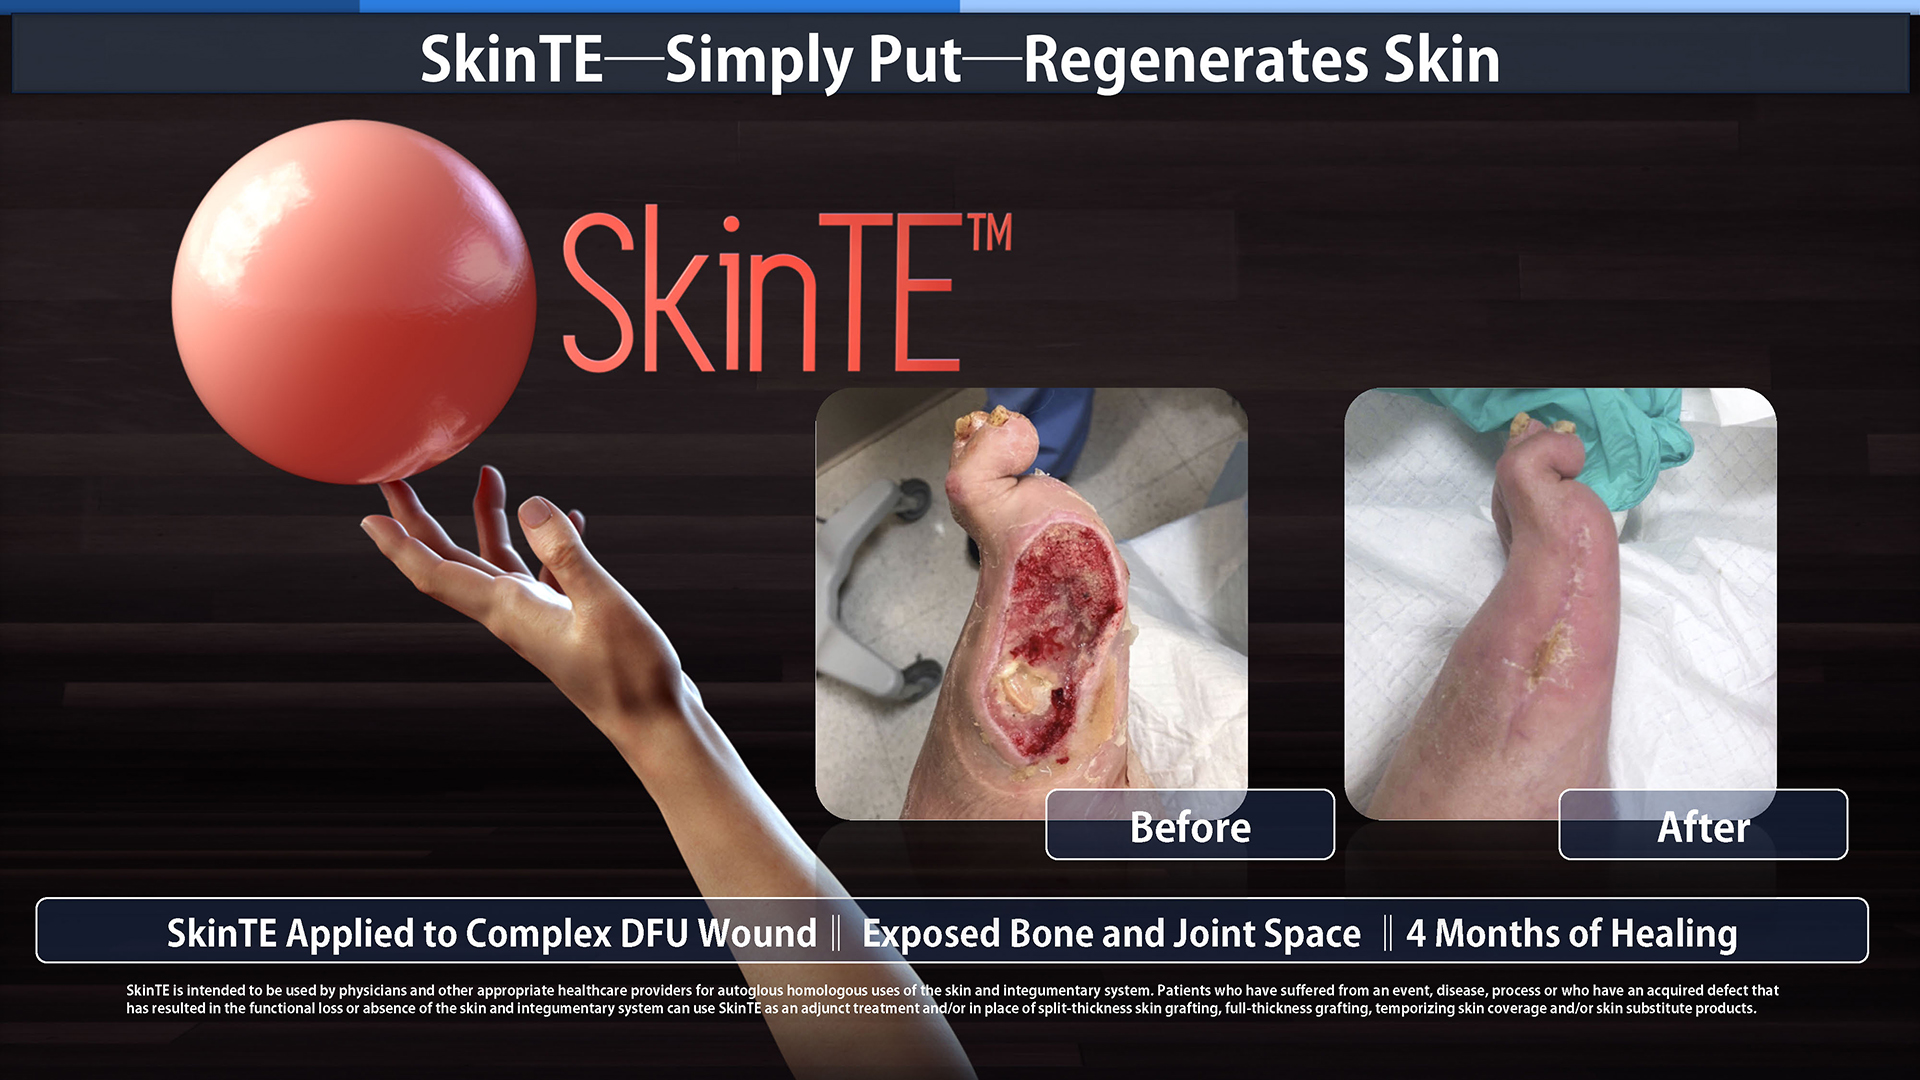 SkinTE—Simply Put—Regenerates Skin
SkinTE™
Before
After
SkinTE Applied to Complex DFU Wound || Exposed Bone and Joint Space || 4 Months of Healing
SkinTE is intended to be used by physicians and other appropriate healthcare providers for autoglous homologous uses of the skin and integumentary system. Patients who have suffered from an event, disease, process or who have an acquired defect that
has resulted in the functional loss or absence of the skin and integumentary system can use SkinTE as an adjunct treatment and/or in place of split-thickness skin grafting, full-thickness grafting, temporizing skin coverage and/or skin substitute products.